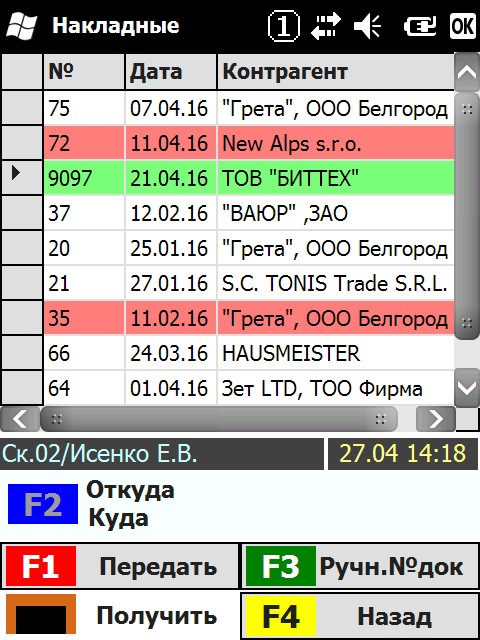 Накладные 1 OK
№ Дата Контрагент
75 07.04.16 "Грета", ООО Белгород
72 11.04.16 New Alps s.r.o.
9097 21.04.16 ТОВ "БИТТЕХ"
37 12.02.16 "ВАЮР" ,ЗАО
20 25.01.16 "Грета", ООО Белгород
21 27.01.16 S.C. TONIS Trade S.R.L.
35 11.02.16 "Грета", ООО Белгород
66 24.03.16 HAUSMEISTER
64 01.04.16 Зет LTD, ТОО Фирма
Ск.02/Исенко Е.В. 27.04 14:18
F2 Откуда
Куда
F1 Передать F3 Ручн.№док
Получить F4 Назад